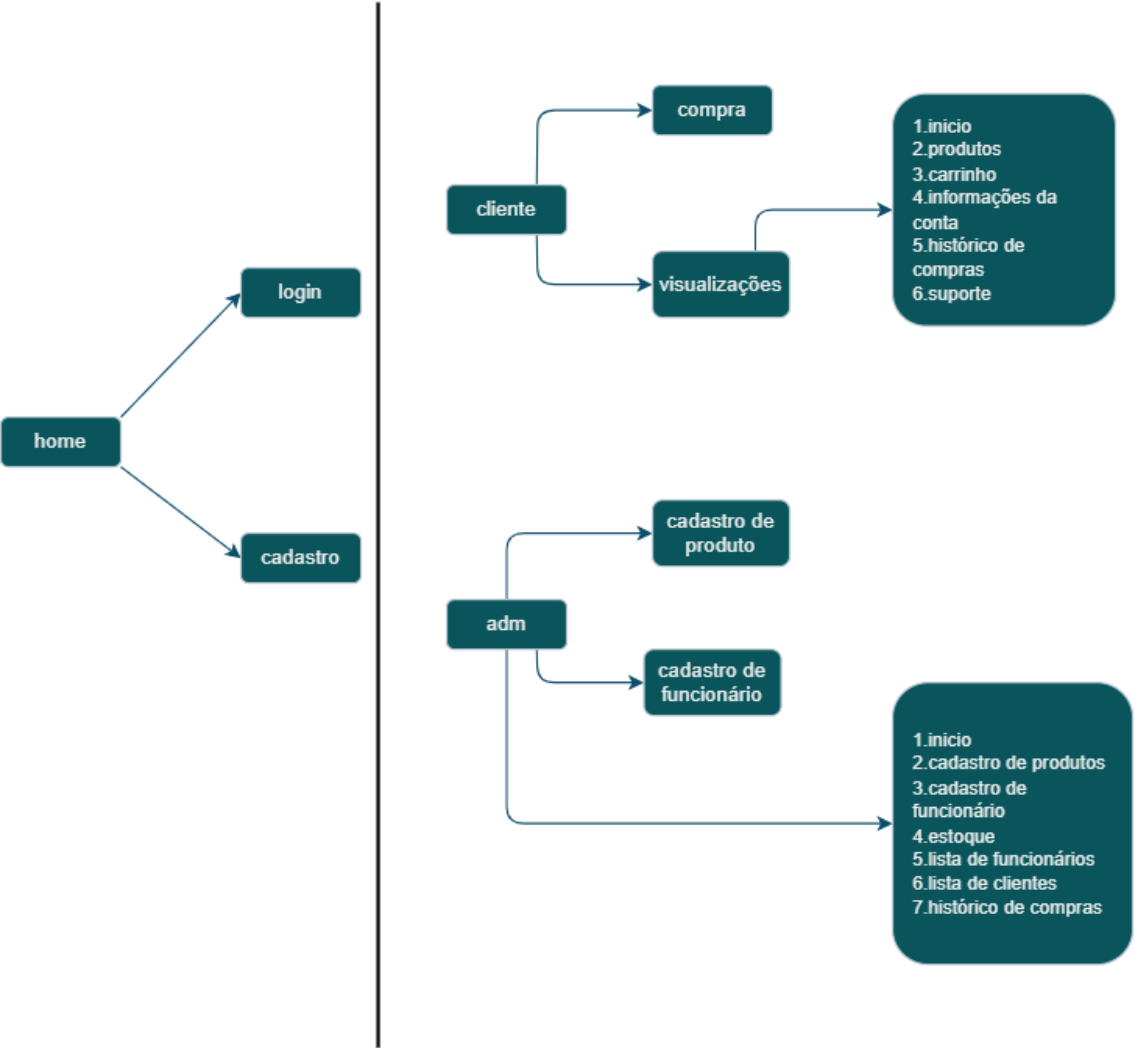 home
login
cadastro
cliente
compra
visualizações
1.inicio
2.produtos
3.carrinho
4.informações da
conta
5.histórico de
compras
6.suporte
adm
cadastro de
produto
cadastro de
funcionário
1.inicio
2.cadastro de produtos
3.cadastro de
funcionário
4.estoque
5.lista de funcionários
6.lista de clientes
7.histórico de compras